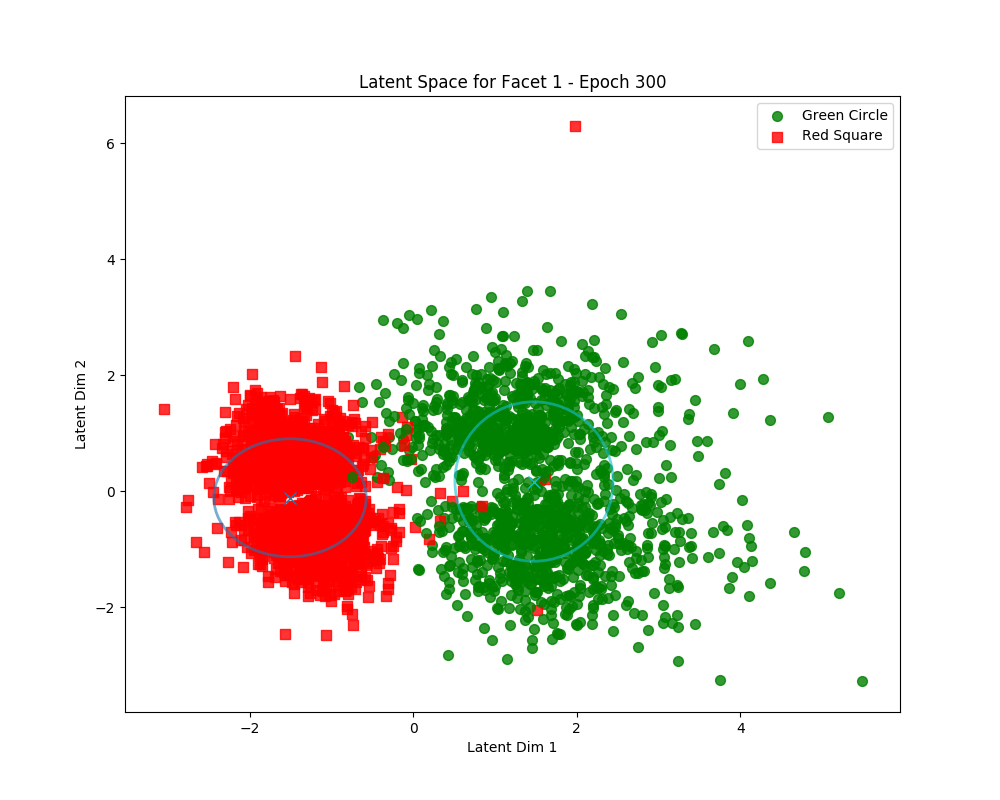 Latent Space for Facet 1 - Epoch 300
Green Circle
Red Square
6
4
2
0
−2
Latent Dim 2
−2
0
2
4
Latent Dim 1